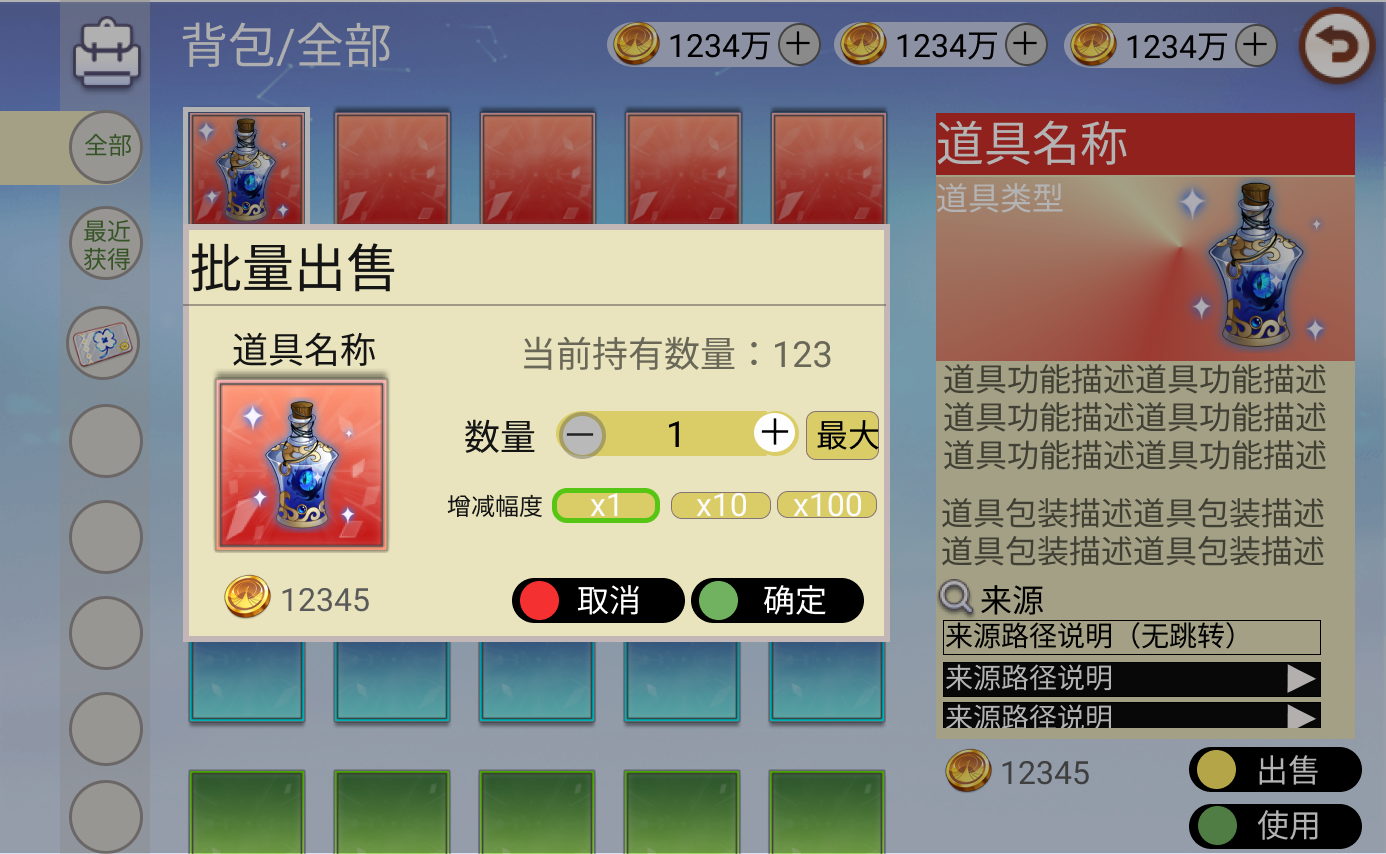 背包/全部
1234万
1234万
1234万
全部
最近
获得
批量出售
道具名称
当前持有数量：123
数量
1
最大
增减幅度
x1
x10
x100
12345
取消
确定
道具名称
道具类型
道具功能描述道具功能描述
道具功能描述道具功能描述
道具功能描述道具功能描述
道具包装描述道具包装描述
道具包装描述道具包装描述
来源
来源路径说明（无跳转）
来源路径说明
来源路径说明
12345
出售
使用